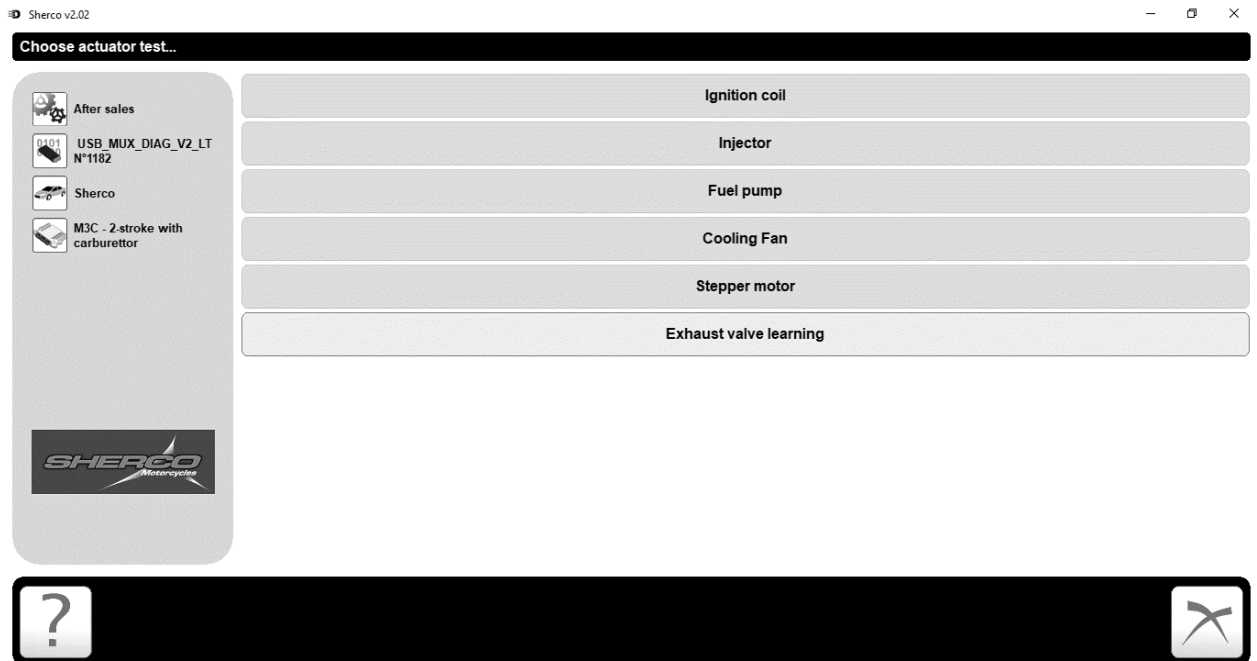 Sherco v2.02
Choose actuator test...
After sales
USB_MUX_DIAG_V2_LT
N°1182
Sherco
M3C - 2-stroke with
carburettor
SHERCO
Motorcycles
Ignition coil
Injector
Fuel pump
Cooling Fan
Stepper motor
Exhaust valve learning
?